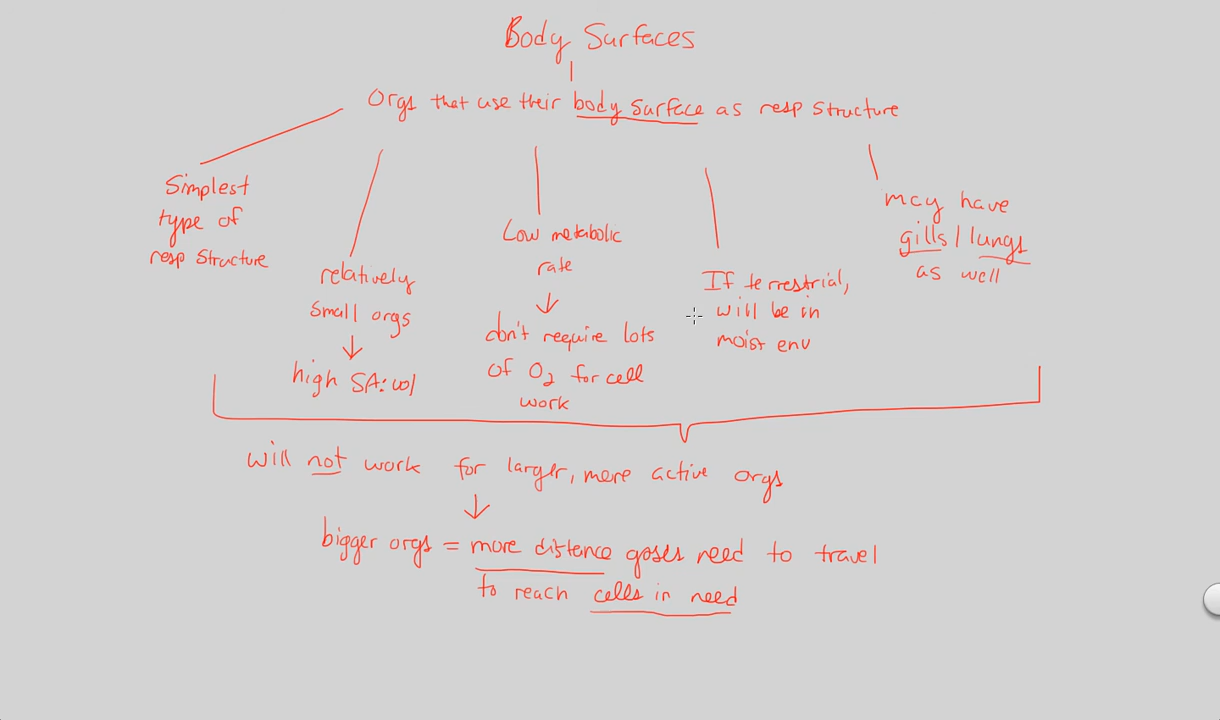 Body Surfaces
Orgs that use their body surface as resp structure
Simplest
type of
resp structure
relatively
small orgs
high SA:vol
Low metabolic
rate
don't require lots
of O2 for cell
work
If terrestrial,
will be in
moist env
may have
gills/lungs
as well
will not work for larger, more active orgs
bigger orgs = more distence gases need to travel
to reach cells in need